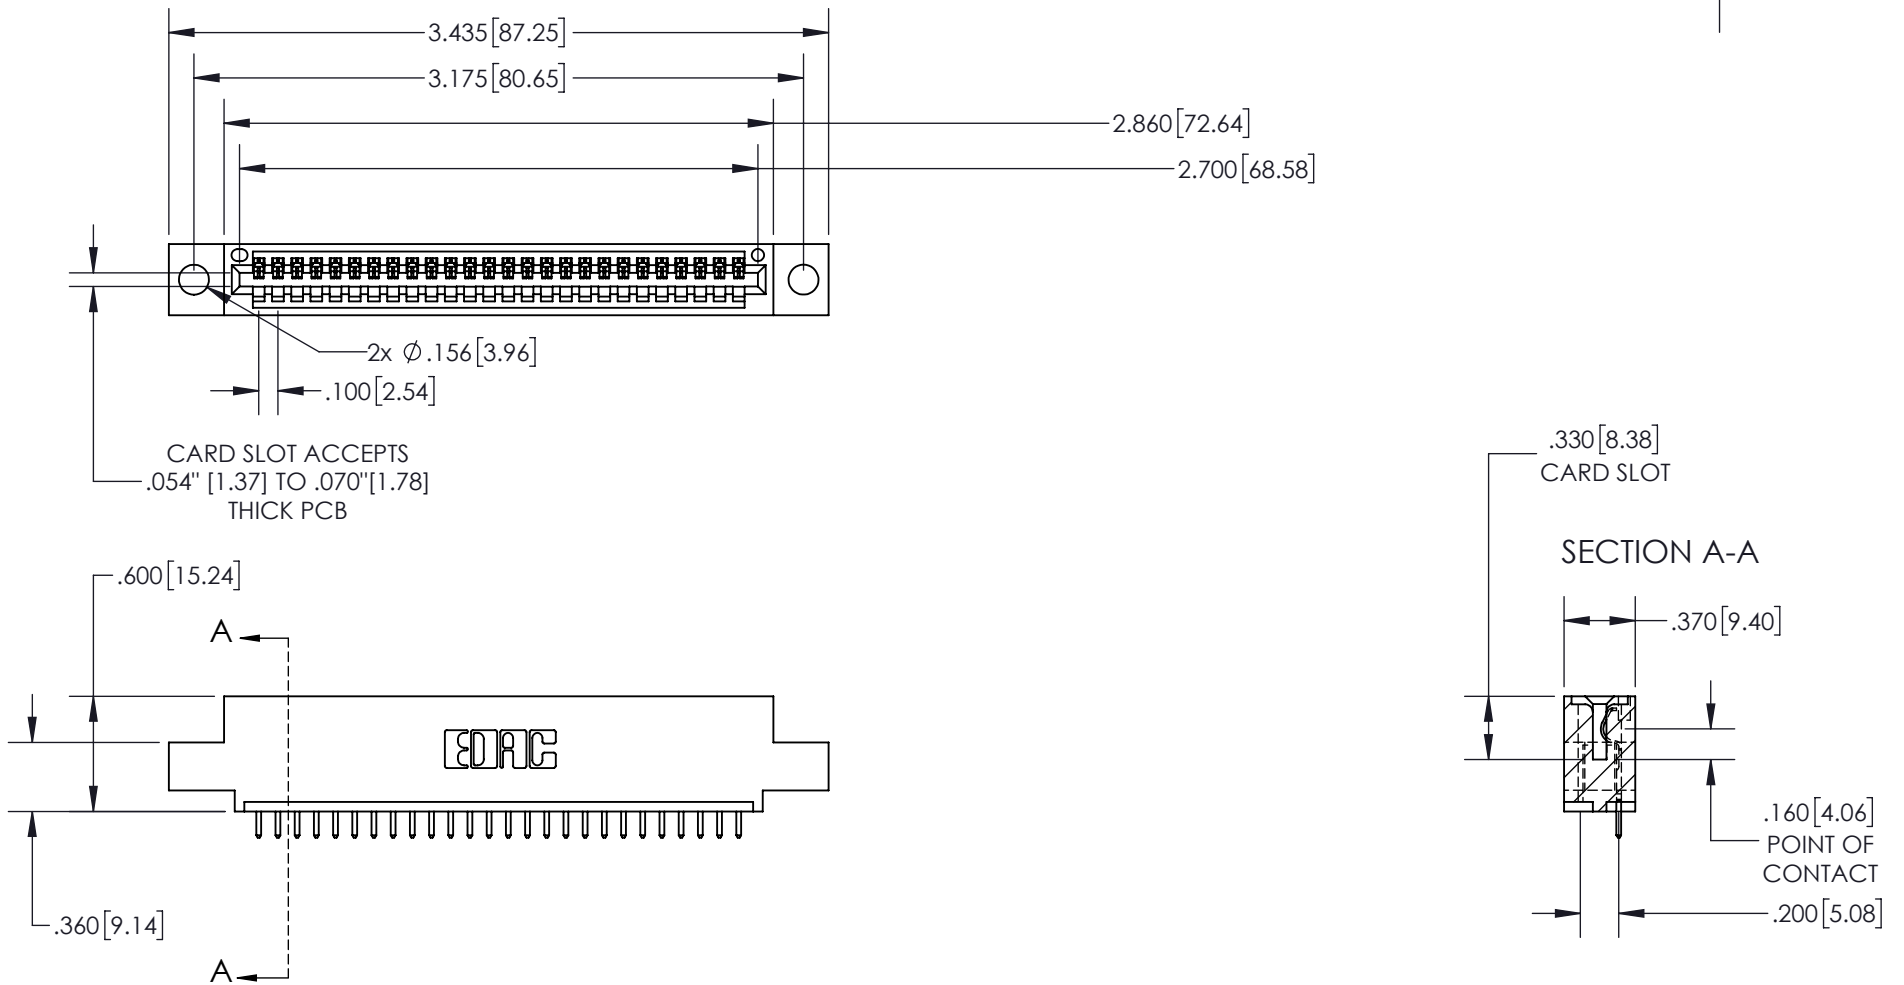 3.435[87.25]
3.175[80.65]
2.860[72.64]
2.700[68.58]
2x Ø.156[3.96]
.100[2.54]
CARD SLOT ACCEPTS
.054" [1.37] TO .070"[1.78]
THICK PCB
.330[8.38]
CARD SLOT
SECTION A-A
.600[15.24]
A
.370[9.40]
EDAC
.160[4.06]
POINT OF
CONTACT
.200[5.08]
.360[9.14]
A